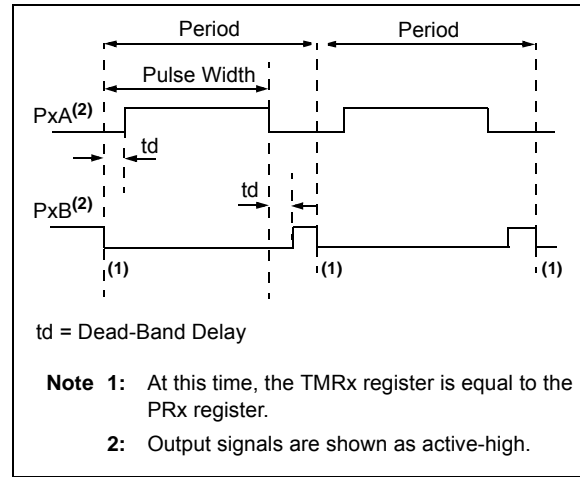 Period Period
Pulse Width
PxA(2)
td
td
PxB(2)
(1) (1) (1)
td = Dead-Band Delay
Note 1: At this time, the TMRx register is equal to the
PRx register.
2: Output signals are shown as active-high.